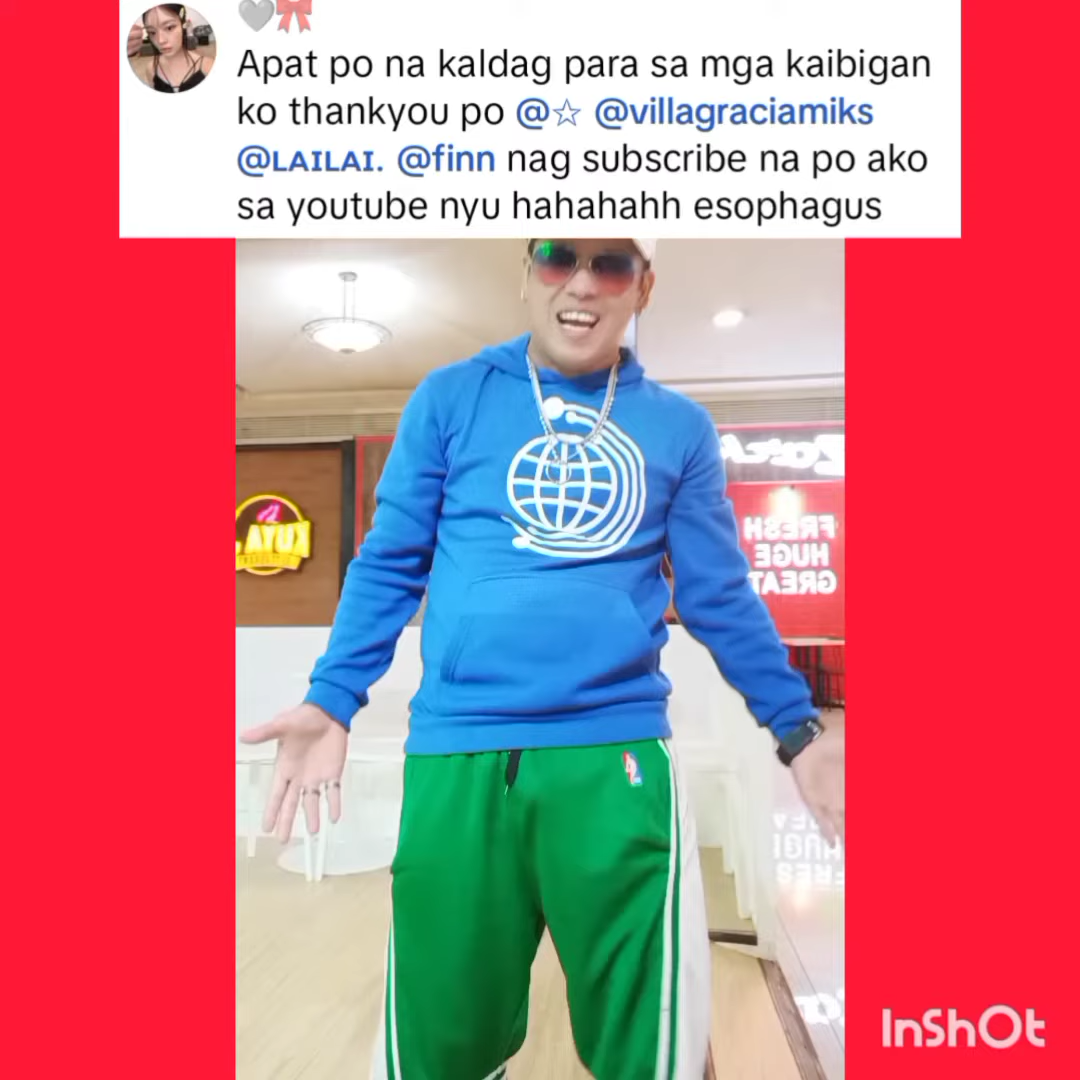 🩶🎀
Apat po na kaldag para sa mga kaibigan
ko thankyou po @☆ @villagraciamiks
@LAILAI. @finn nag subscribe na po ako
sa youtube nyu hahahahh esophagus
KUYA J
FRESH
HUGE
GREAT
InShOt